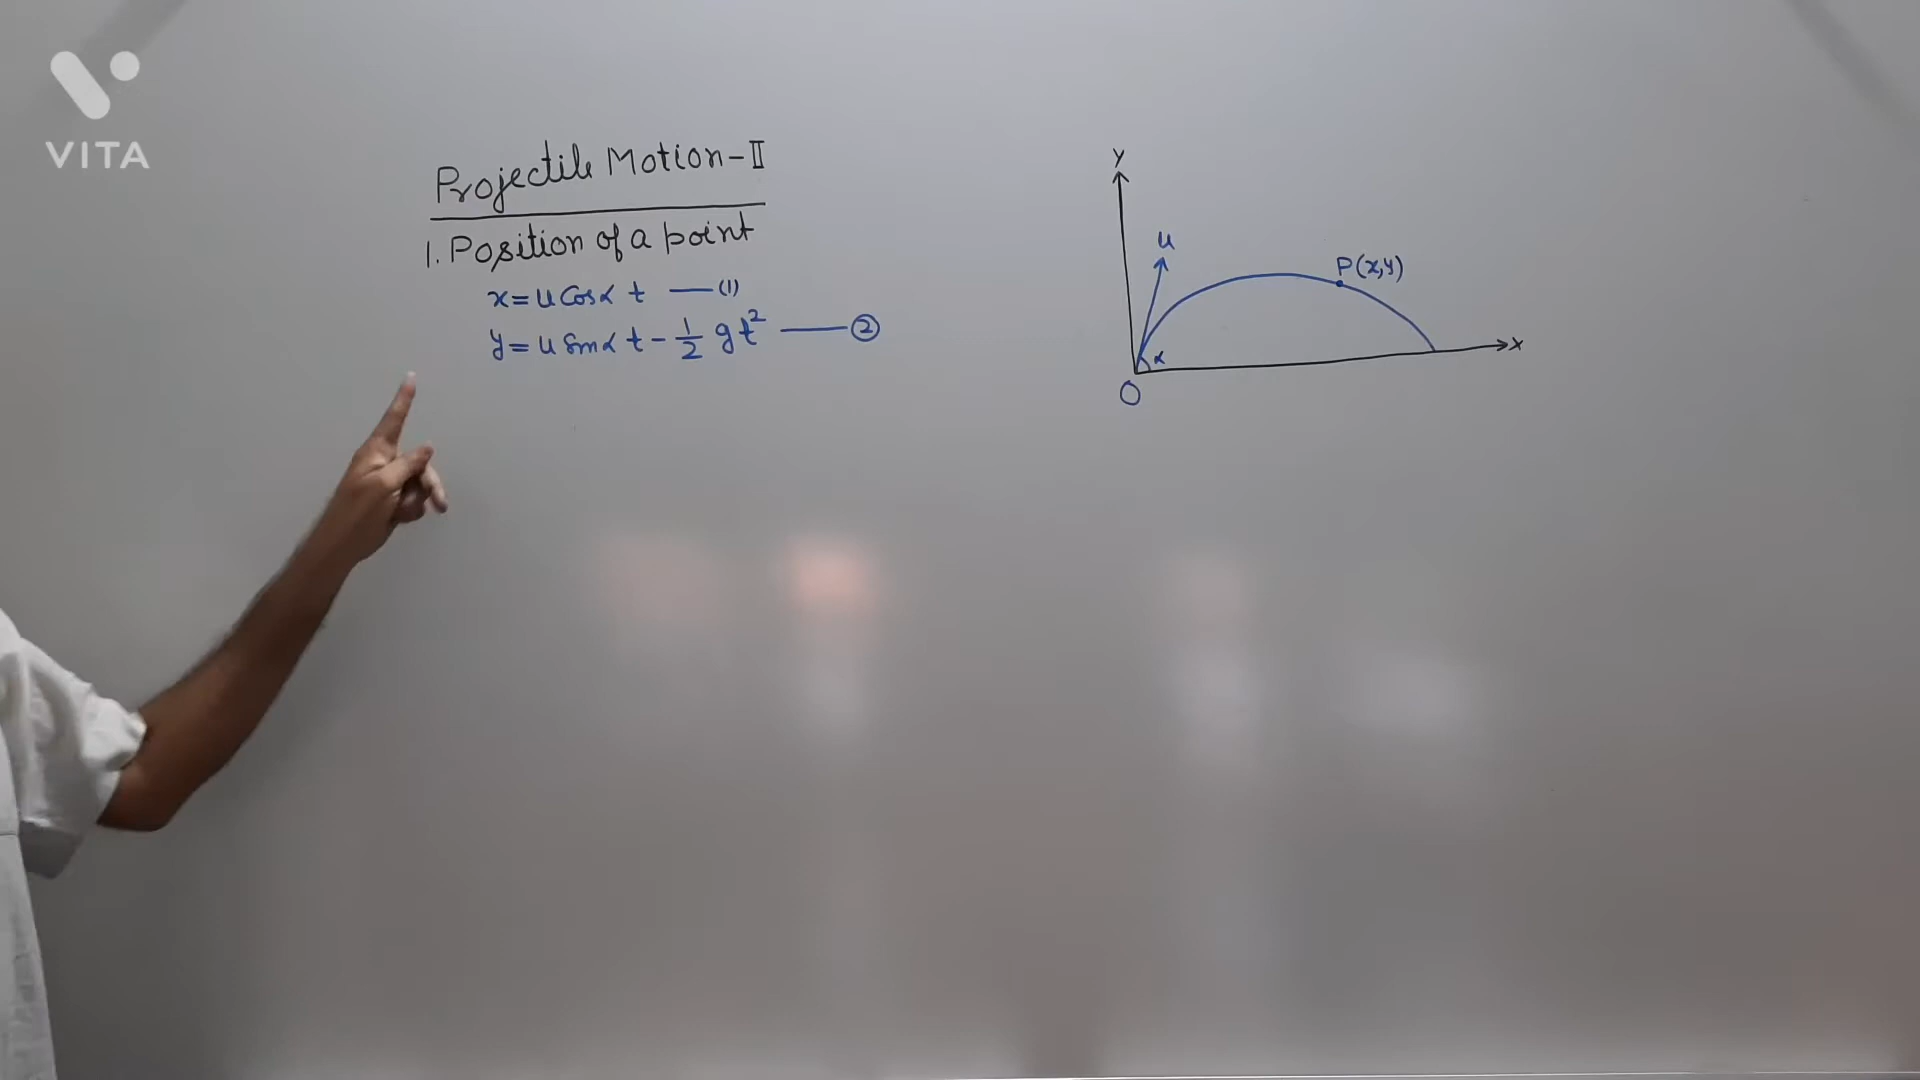 VITA
Projectile Motion-II
1. Position of a point
x = u Cosα t —(1)
y = u Sinα t - 1/2 gt² —②
y
u
P(x,y)
α
x
O